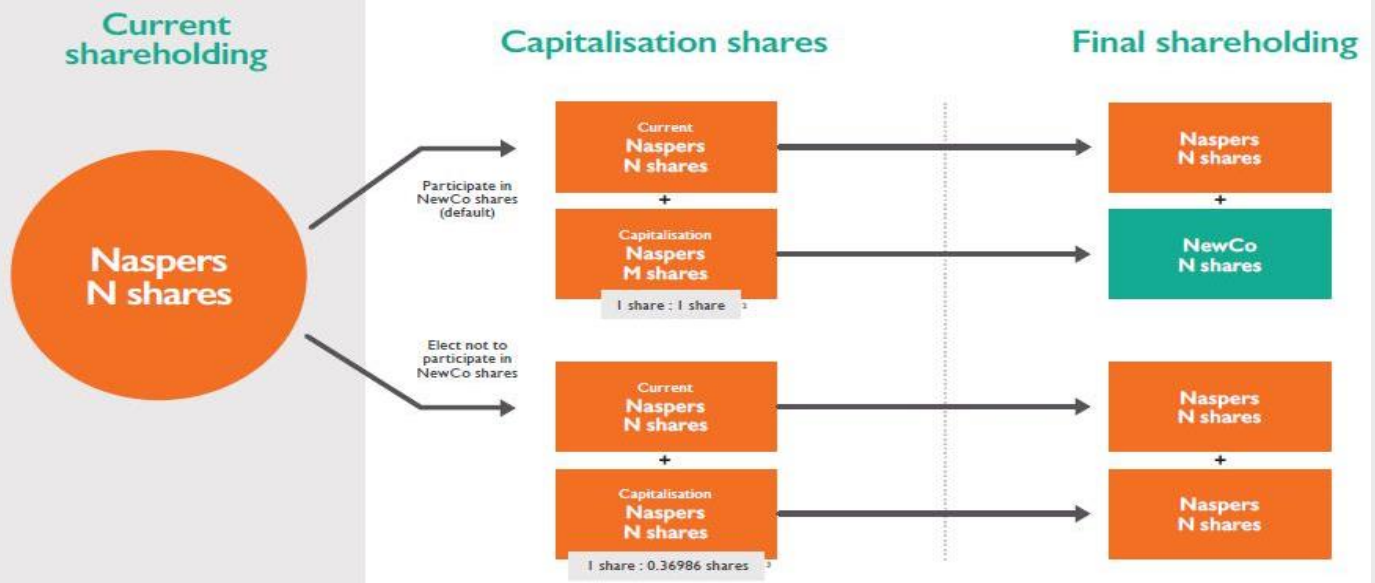 Current
shareholding
Capitalisation shares
Final shareholding
Naspers
N shares
Participate in
NewCo shares
(default)
Current
Naspers
N shares
+
Capitalisation
Naspers
M shares
1 share : 1 share
Naspers
N shares
+
NewCo
N shares
Elect not to
participate in
NewCo shares
Current
Naspers
N shares
+
Capitalisation
Naspers
N shares
1 share : 0.36986 shares
Naspers
N shares
+
Naspers
N shares